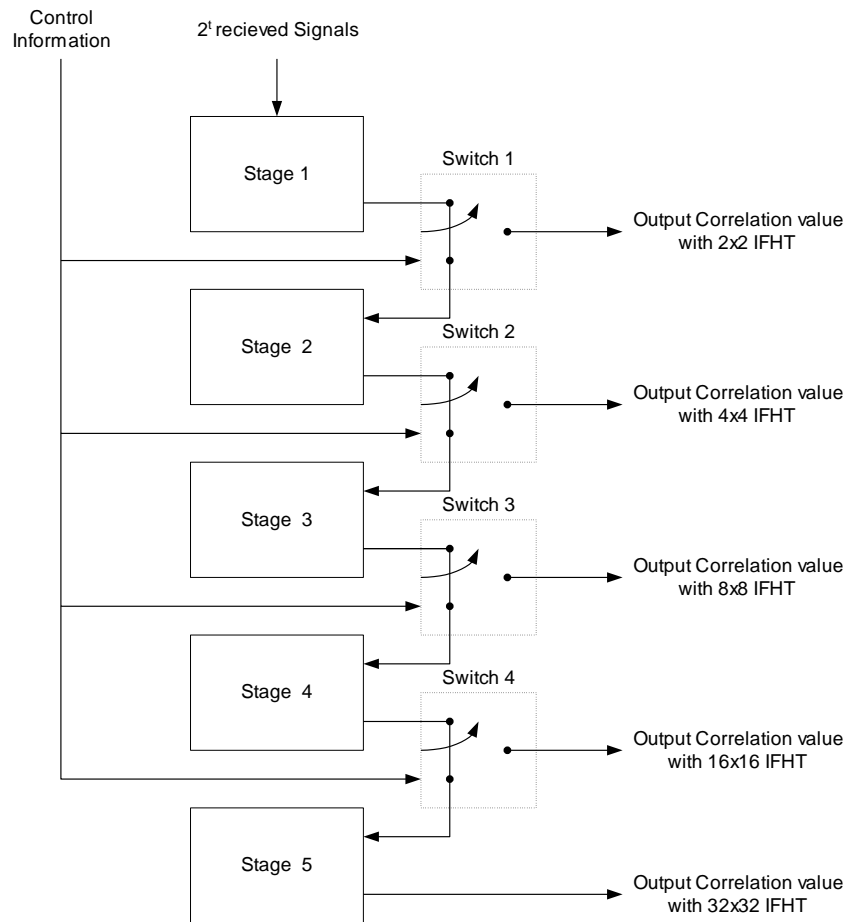 Control
Information
2t recieved Signals
Stage 1
Switch 1
Output Correlation value
with 2x2 IFHT
Stage 2
Switch 2
Output Correlation value
with 4x4 IFHT
Stage 3
Switch 3
Output Correlation value
with 8x8 IFHT
Stage 4
Switch 4
Output Correlation value
with 16x16 IFHT
Stage 5
Output Correlation value
with 32x32 IFHT